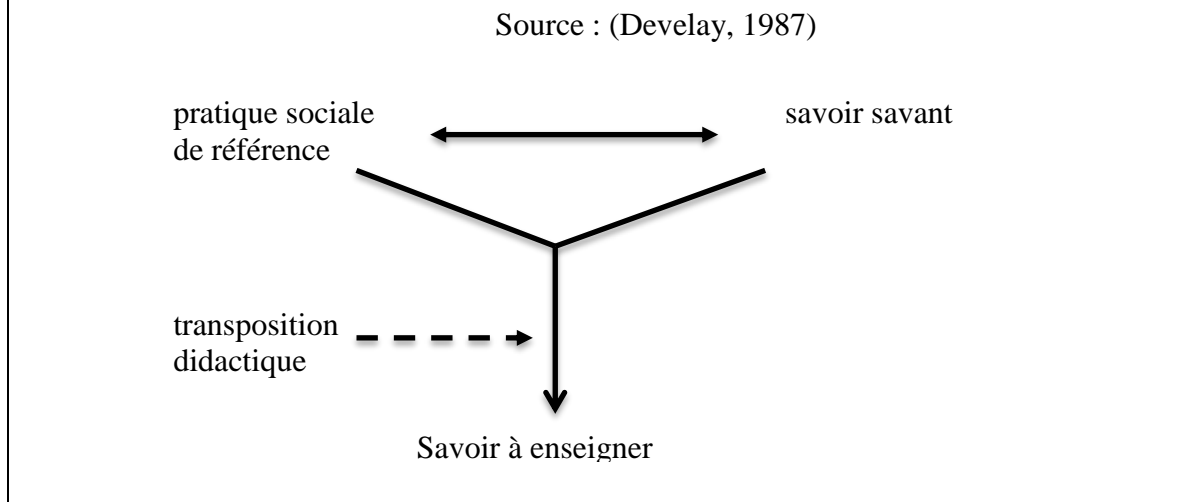 Source : (Develay, 1987)
pratique sociale
de référence
savoir savant
transposition
didactique
Savoir à enseigner